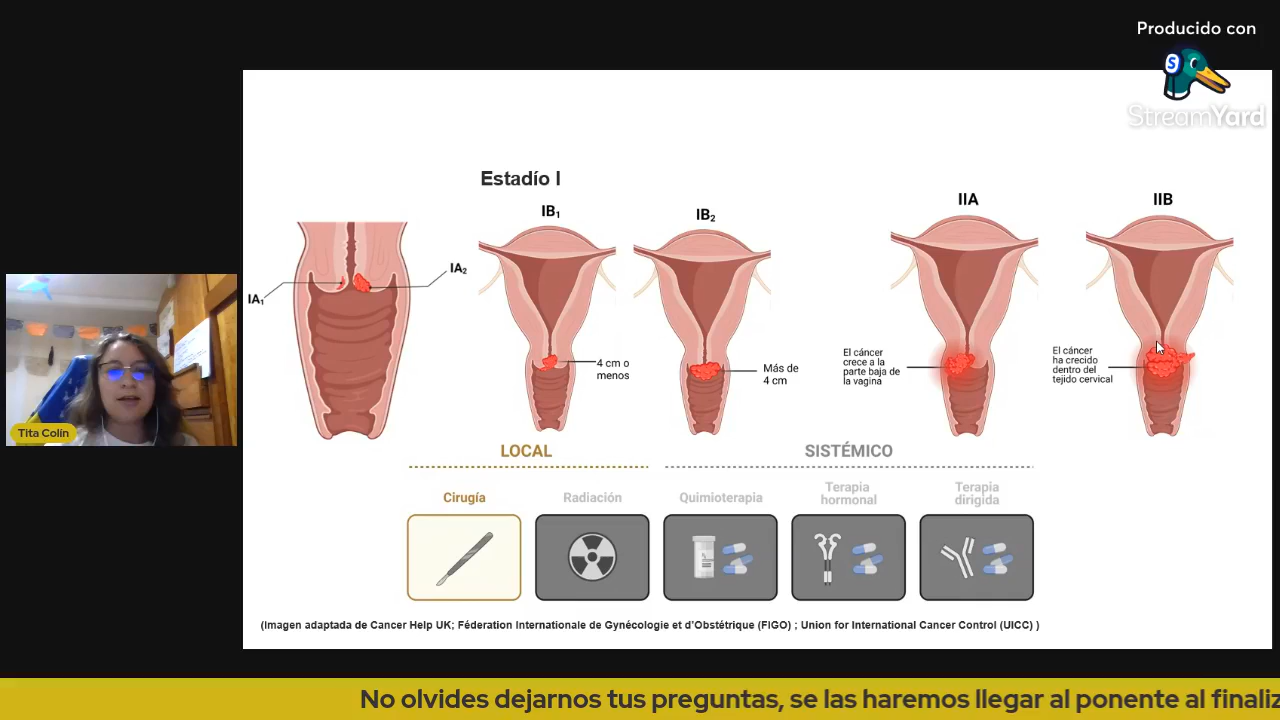 Producido con
StreamYard
Estadío I
IB₁
IB₂
IIA
IIB
IA₁
IA₂
4 cm o
menos
Más de
4 cm
El cáncer
crece a la
parte baja de
la vagina
El cáncer
ha crecido
dentro del
tejido cervical
LOCAL
SISTÉMICO
Cirugía
Radiación
Quimioterapia
Terapia
hormonal
Terapia
dirigida
(Imagen adaptada de Cancer Help UK; Féderation Internationale de Gynécologie et d'Obstétrique (FIGO) ; Union for International Cancer Control (UICC) )
Tita Colín
No olvides dejarnos tus preguntas, se las haremos llegar al ponente al finaliz